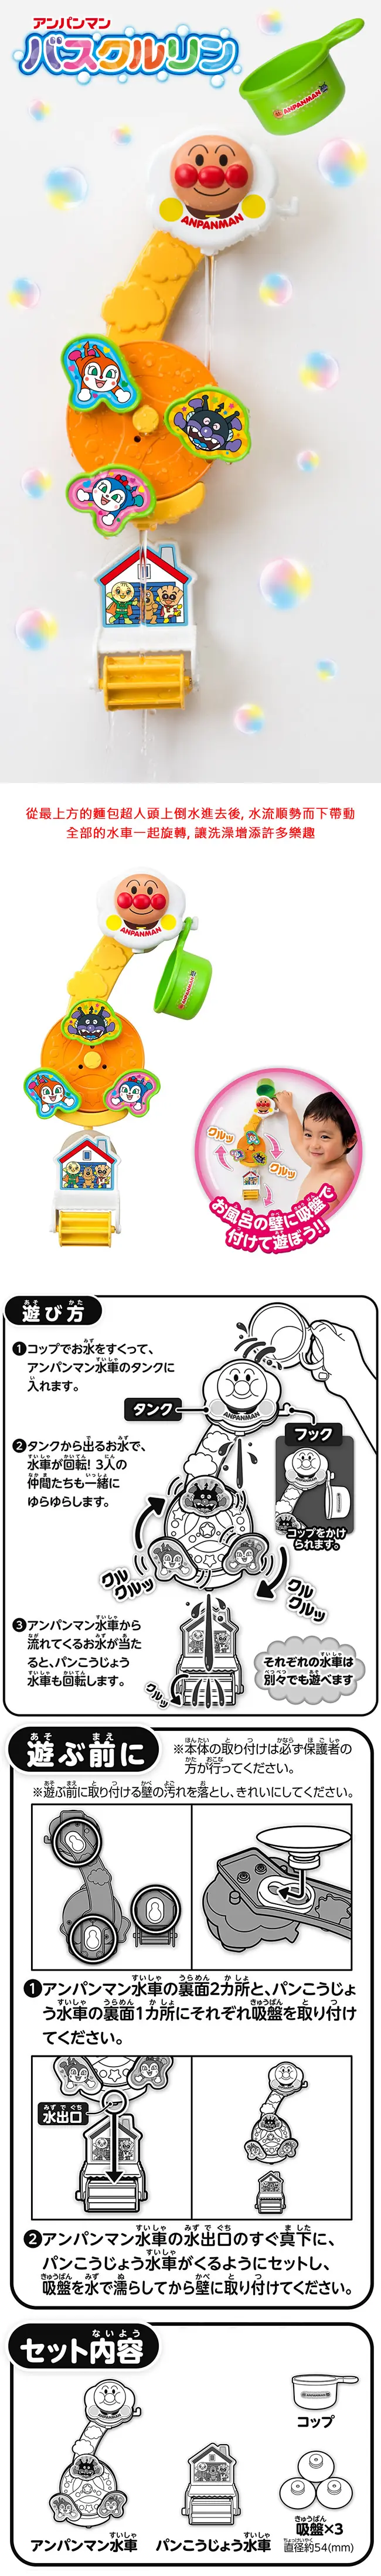 アンパンマン
バスクルリン
ANPANMAN
ANPANMAN
從最上方的麵包超人頭上倒水進去後, 水流順勢而下帶動
全部的水車一起旋轉, 讓洗澡增添許多樂趣
ANPANMAN
ANPANMAN
クルッ
クルッ
お風呂の壁に吸盤で
付けて遊ぼう!!
遊び方
❶コップでお水をすくって、
アンパンマン水車のタンクに
入れます。
タンク
ANPANMAN
フック
コップをかけ
られます。
❷タンクから出るお水で、
水車が回転! 3人の
仲間たちも一緒に
ゆらゆらします。
クル
クルッ
クル
クルッ
❸アンパンマン水車から
流れてくるお水が当た
ると、パンこうじょう
水車も回転します。
クルッ
それぞれの水車は
別々でも遊べます
遊ぶ前に
※本体の取り付けは必ず保護者の
方が行ってください。
※遊ぶ前に取り付ける壁の汚れを落とし、きれいにしてください。
❶アンパンマン水車の裏面2カ所と、パンこうじょ
う水車の裏面1カ所にそれぞれ吸盤を取り付け
てください。
水出口
❷アンパンマン水車の水出口のすぐ真下に、
パンこうじょう水車がくるようにセットし、
吸盤を水で濡らしてから壁に取り付けてください。
セット内容
ANPANMAN
ANPANMAN
コップ
アンパンマン水車
パンこうじょう水車
吸盤×3
直径約54(mm)